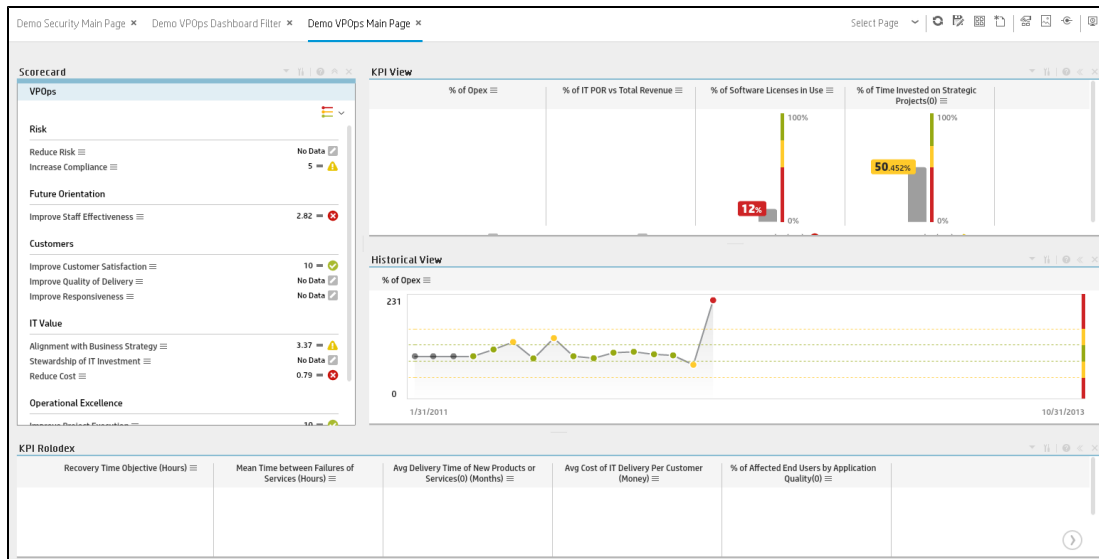 Demo Security Main Page × Demo VPOps Dashboard Filter × Demo VPOps Main Page × Select Page
Scorecard
VPOps
Risk
Reduce Risk No Data
Increase Compliance 5
Future Orientation
Improve Staff Effectiveness 2.82
Customers
Improve Customer Satisfaction 10
Improve Quality of Delivery No Data
Improve Responsiveness No Data
IT Value
Alignment with Business Strategy 3.37
Stewardship of IT Investment No Data
Reduce Cost 0.79
Operational Excellence
Improve Project Execution 10
KPI View
% of Opex % of IT POR vs Total Revenue % of Software Licenses in Use % of Time Invested on Strategic
Projects(0)
100% 100%
50.452%
12%
0% 0%
Historical View
% of Opex
231
0
1/31/2011 10/31/2013
KPI Rolodex
Recovery Time Objective (Hours) Mean Time between Failures of Avg Delivery Time of New Products or Avg Cost of IT Delivery Per Customer % of Affected End Users by Application
Services (Hours) Services(0) (Months) (Money) Quality(0)